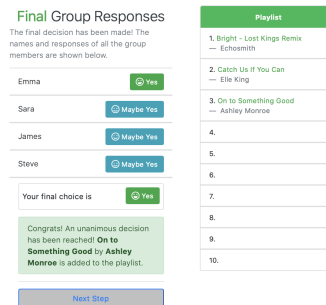 Final Group Responses
The final decision has been made! The
names and responses of all the group
members are shown below.
Emma
Yes
Sara
Maybe Yes
James
Maybe Yes
Steve
Maybe Yes
Your final choice is
Yes
Congrats! An unanimous decision
has been reached! On to
Something Good by Ashley
Monroe is added to the playlist.
Next Step
Playlist
1. Bright - Lost Kings Remix
— Echosmith
2. Catch Us If You Can
— Elle King
3. On to Something Good
— Ashley Monroe
4.
5.
6.
7.
8.
9.
10.